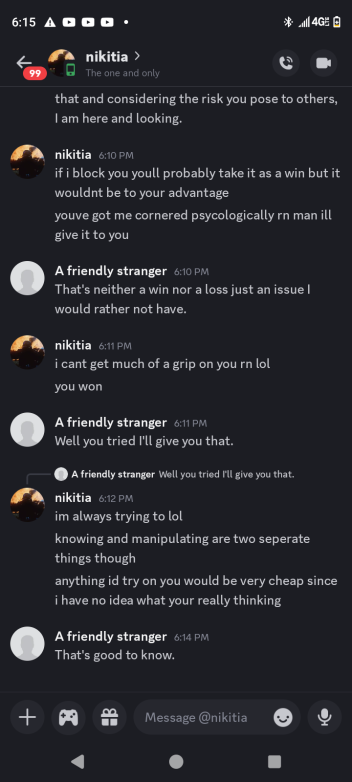 6:15
4GE
nikitia
99
The one and only
that and considering the risk you pose to others,
I am here and looking.
nikitia 6:10 PM
if i block you youll probably take it as a win but it
wouldnt be to your advantage
youve got me cornered psycologically rn man ill
give it to you
A friendly stranger 6:10 PM
That's neither a win nor a loss just an issue I
would rather not have.
nikitia 6:11 PM
i cant get much of a grip on you rn lol
you won
A friendly stranger 6:11 PM
Well you tried I'll give you that.
A friendly stranger Well you tried I'll give you that.
nikitia 6:12 PM
im always trying to lol
knowing and manipulating are two seperate
things though
anything id try on you would be very cheap since
i have no idea what your really thinking
A friendly stranger 6:14 PM
That's good to know.
Message @nikitia